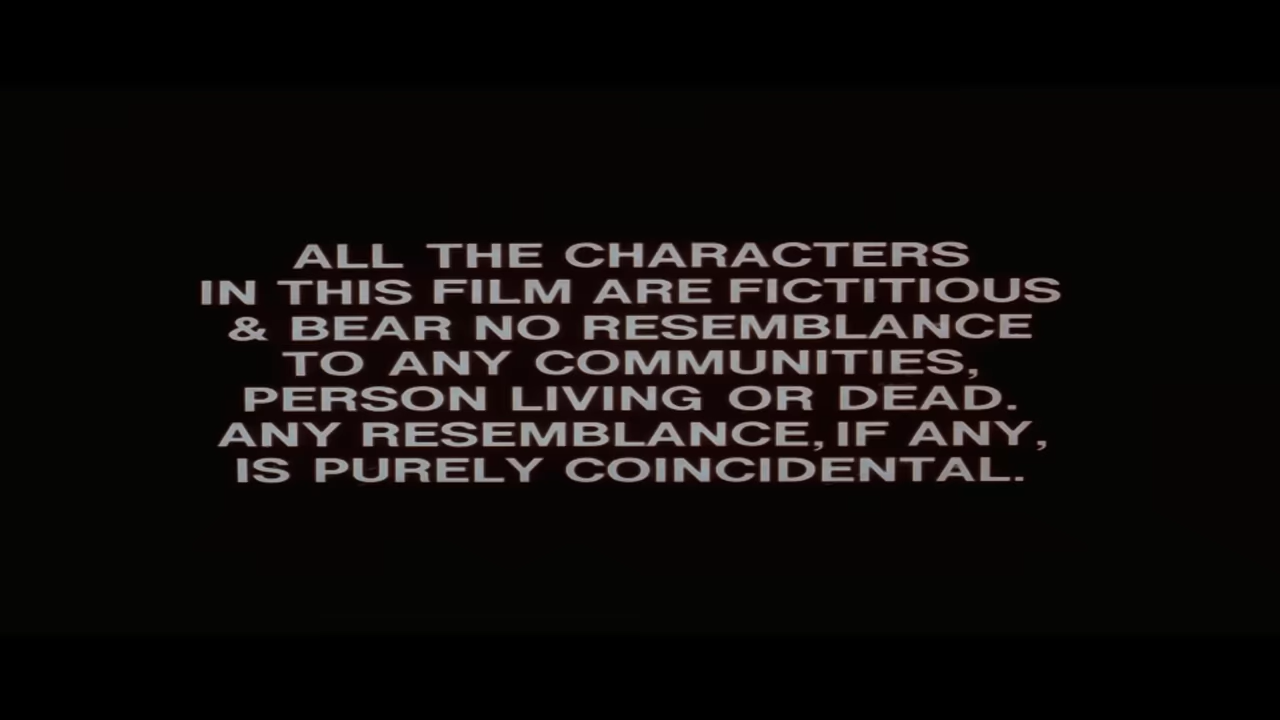 ALL THE CHARACTERS
IN THIS FILM ARE FICTITIOUS
& BEAR NO RESEMBLANCE
TO ANY COMMUNITIES,
PERSON LIVING OR DEAD.
ANY RESEMBLANCE, IF ANY,
IS PURELY COINCIDENTAL.